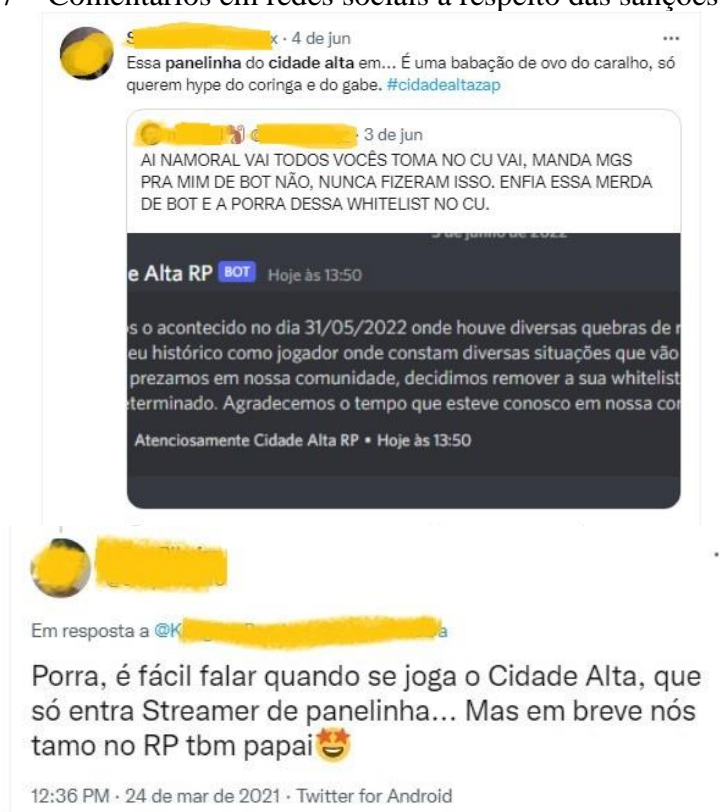 Comentários em redes sociais a respeito das sanções
x · 4 de jun
Essa panelinha do cidade alta em... É uma babação de ovo do caralho, só
querem hype do coringa e do gabe. #cidadealtazap
3 de jun
AI NAMORAL VAI TODOS VOCÊS TOMA NO CU VAI, MANDA MGS
PRA MIM DE BOT NÃO, NUNCA FIZERAM ISSO. ENFIA ESSA MERDA
DE BOT E A PORRA DESSA WHITELIST NO CU.
3 de junho de 2022
e Alta RP BOT Hoje às 13:50
s o acontecido no dia 31/05/2022 onde houve diversas quebras de r
eu histórico como jogador onde constam diversas situações que vão
prezamos em nossa comunidade, decidimos remover a sua whitelist
terminado. Agradecemos o tempo que esteve conosco em nossa cor
Atenciosamente Cidade Alta RP • Hoje às 13:50
Em resposta a @K
Porra, é fácil falar quando se joga o Cidade Alta, que
só entra Streamer de panelinha... Mas em breve nós
tamo no RP tbm papai🤩
12:36 PM · 24 de mar de 2021 · Twitter for Android